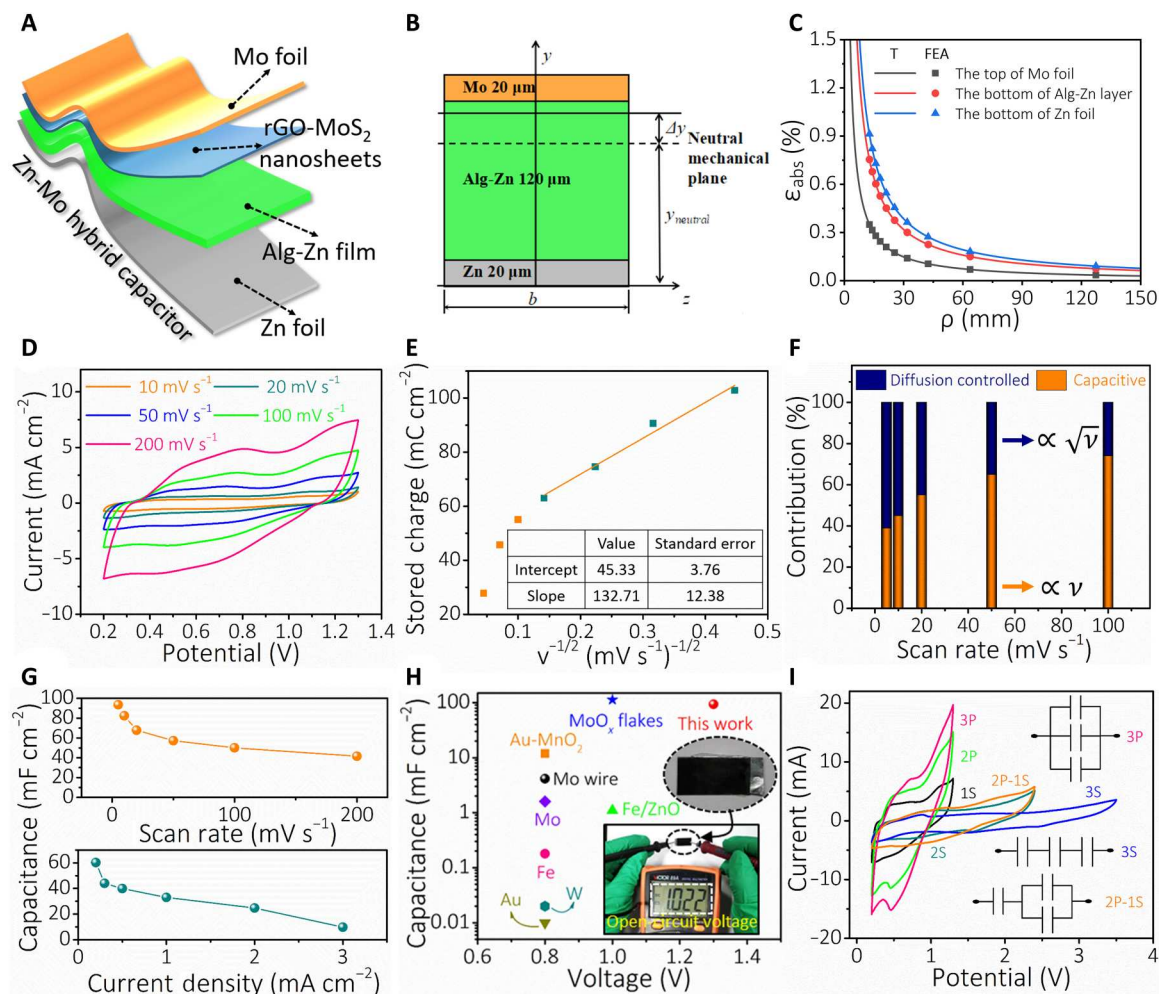 A
Mo foil
rGO-MoS₂
nanosheets
Alg-Zn film
Zn foil
Zn-Mo hybrid capacitor
B
y
Mo 20 µm
Δy
Neutral
mechanical
plane
Alg-Zn 120 µm
y_neutral
Zn 20 µm
b
z
C
T FEA
The top of Mo foil
The bottom of Alg-Zn layer
The bottom of Zn foil
1.5
1.2
0.9
0.6
0.3
0.0
ε_abs (%)
0 30 60 90 120 150
ρ (mm)
D
10 mV s⁻¹ 20 mV s⁻¹
50 mV s⁻¹ 100 mV s⁻¹
200 mV s⁻¹
10
5
0
−5
−10
Current (mA cm⁻²)
0.2 0.4 0.6 0.8 1.0 1.2 1.4
Potential (V)
E
100
80
60
40
20
Stored charge (mC cm⁻²)
Value Standard error
Intercept 45.33 3.76
Slope 132.71 12.38
0.1 0.2 0.3 0.4 0.5
v⁻¹/² (mV s⁻¹)⁻¹/²
F
Diffusion controlled Capacitive
100
80
60
40
20
0
Contribution (%)
∝ √ν
∝ ν
0 20 40 60 80 100
Scan rate (mV s⁻¹)
G
100
80
60
40
20
0
0 50 100 150 200
Scan rate (mV s⁻¹)
Capacitance (mF cm⁻²)
60
40
20
0
0 1 2 3
Current density (mA cm⁻²)
H
100
10
1
0.1
0.01
Capacitance (mF cm⁻²)
MoOₓ flakes
This work
Au-MnO₂
Mo wire
Mo
Fe/ZnO
Fe
Au
W
VICTOR
1.022
Open circuit voltage
0.6 0.8 1.0 1.2 1.4
Voltage (V)
I
20
10
0
−10
−20
Current (mA)
3P
2P
1S
2P-1S
3S
2S
3P
3S
2P-1S
0 1 2 3 4
Potential (V)